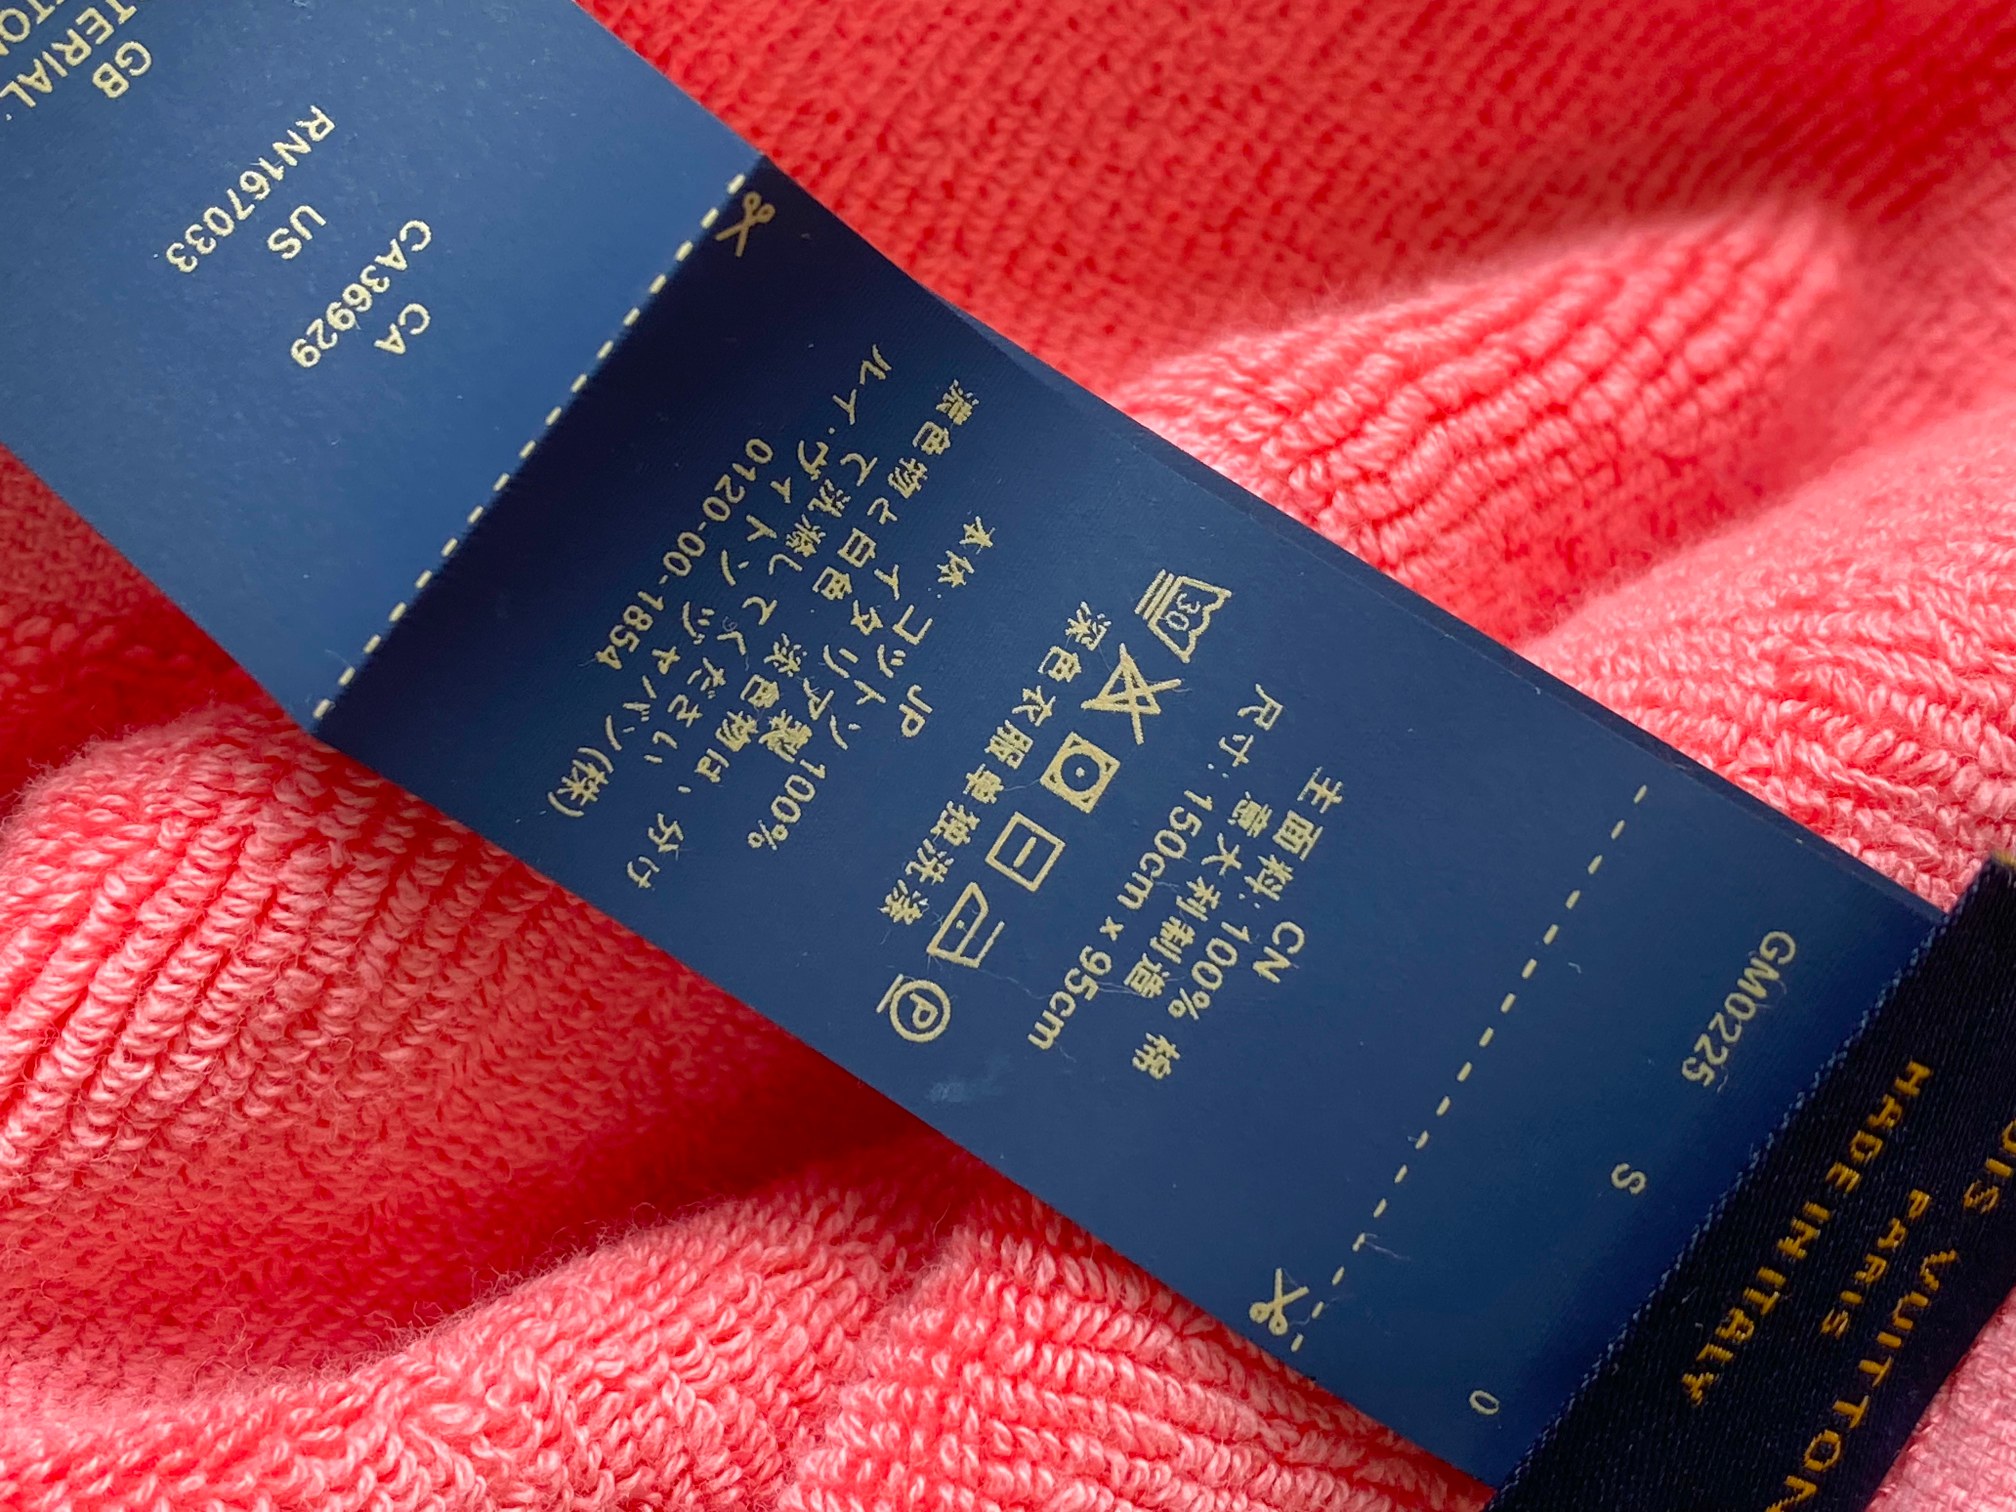 UIS VUITTON
PARIS
MADE IN ITALY
GM0225 S 0
CN
主面料: 100% 棉
意大利制造
尺寸: 150cm x 95cm
30 P
深色衣服单独洗涤
JP
本体: コットン 100%
イタリア製
濃色物と白色 淡色物は、分け
て洗濯してください
ルイ・ヴィトン ジャパン(株)
0120-00-1854
CA
CA36929
US
RN167033
GB
TERIAL